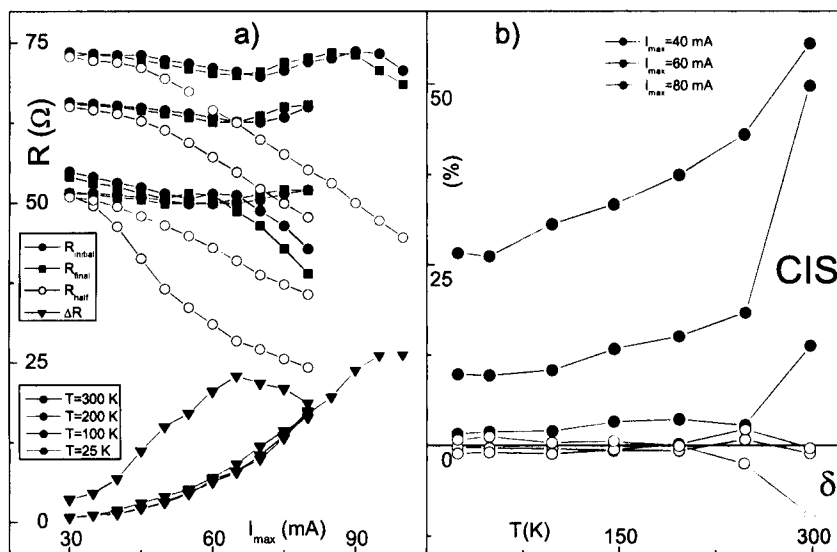 a)
R (Ω)
75
50
25
0
R_initial
R_final
R_half
ΔR
T=300 K
T=200 K
T=100 K
T=25 K
30
60
90
I_max (mA)
b)
I_max=40 mA
I_max=60 mA
I_max=80 mA
(%)
50
25
0
CIS
δ
T(K)
150
300